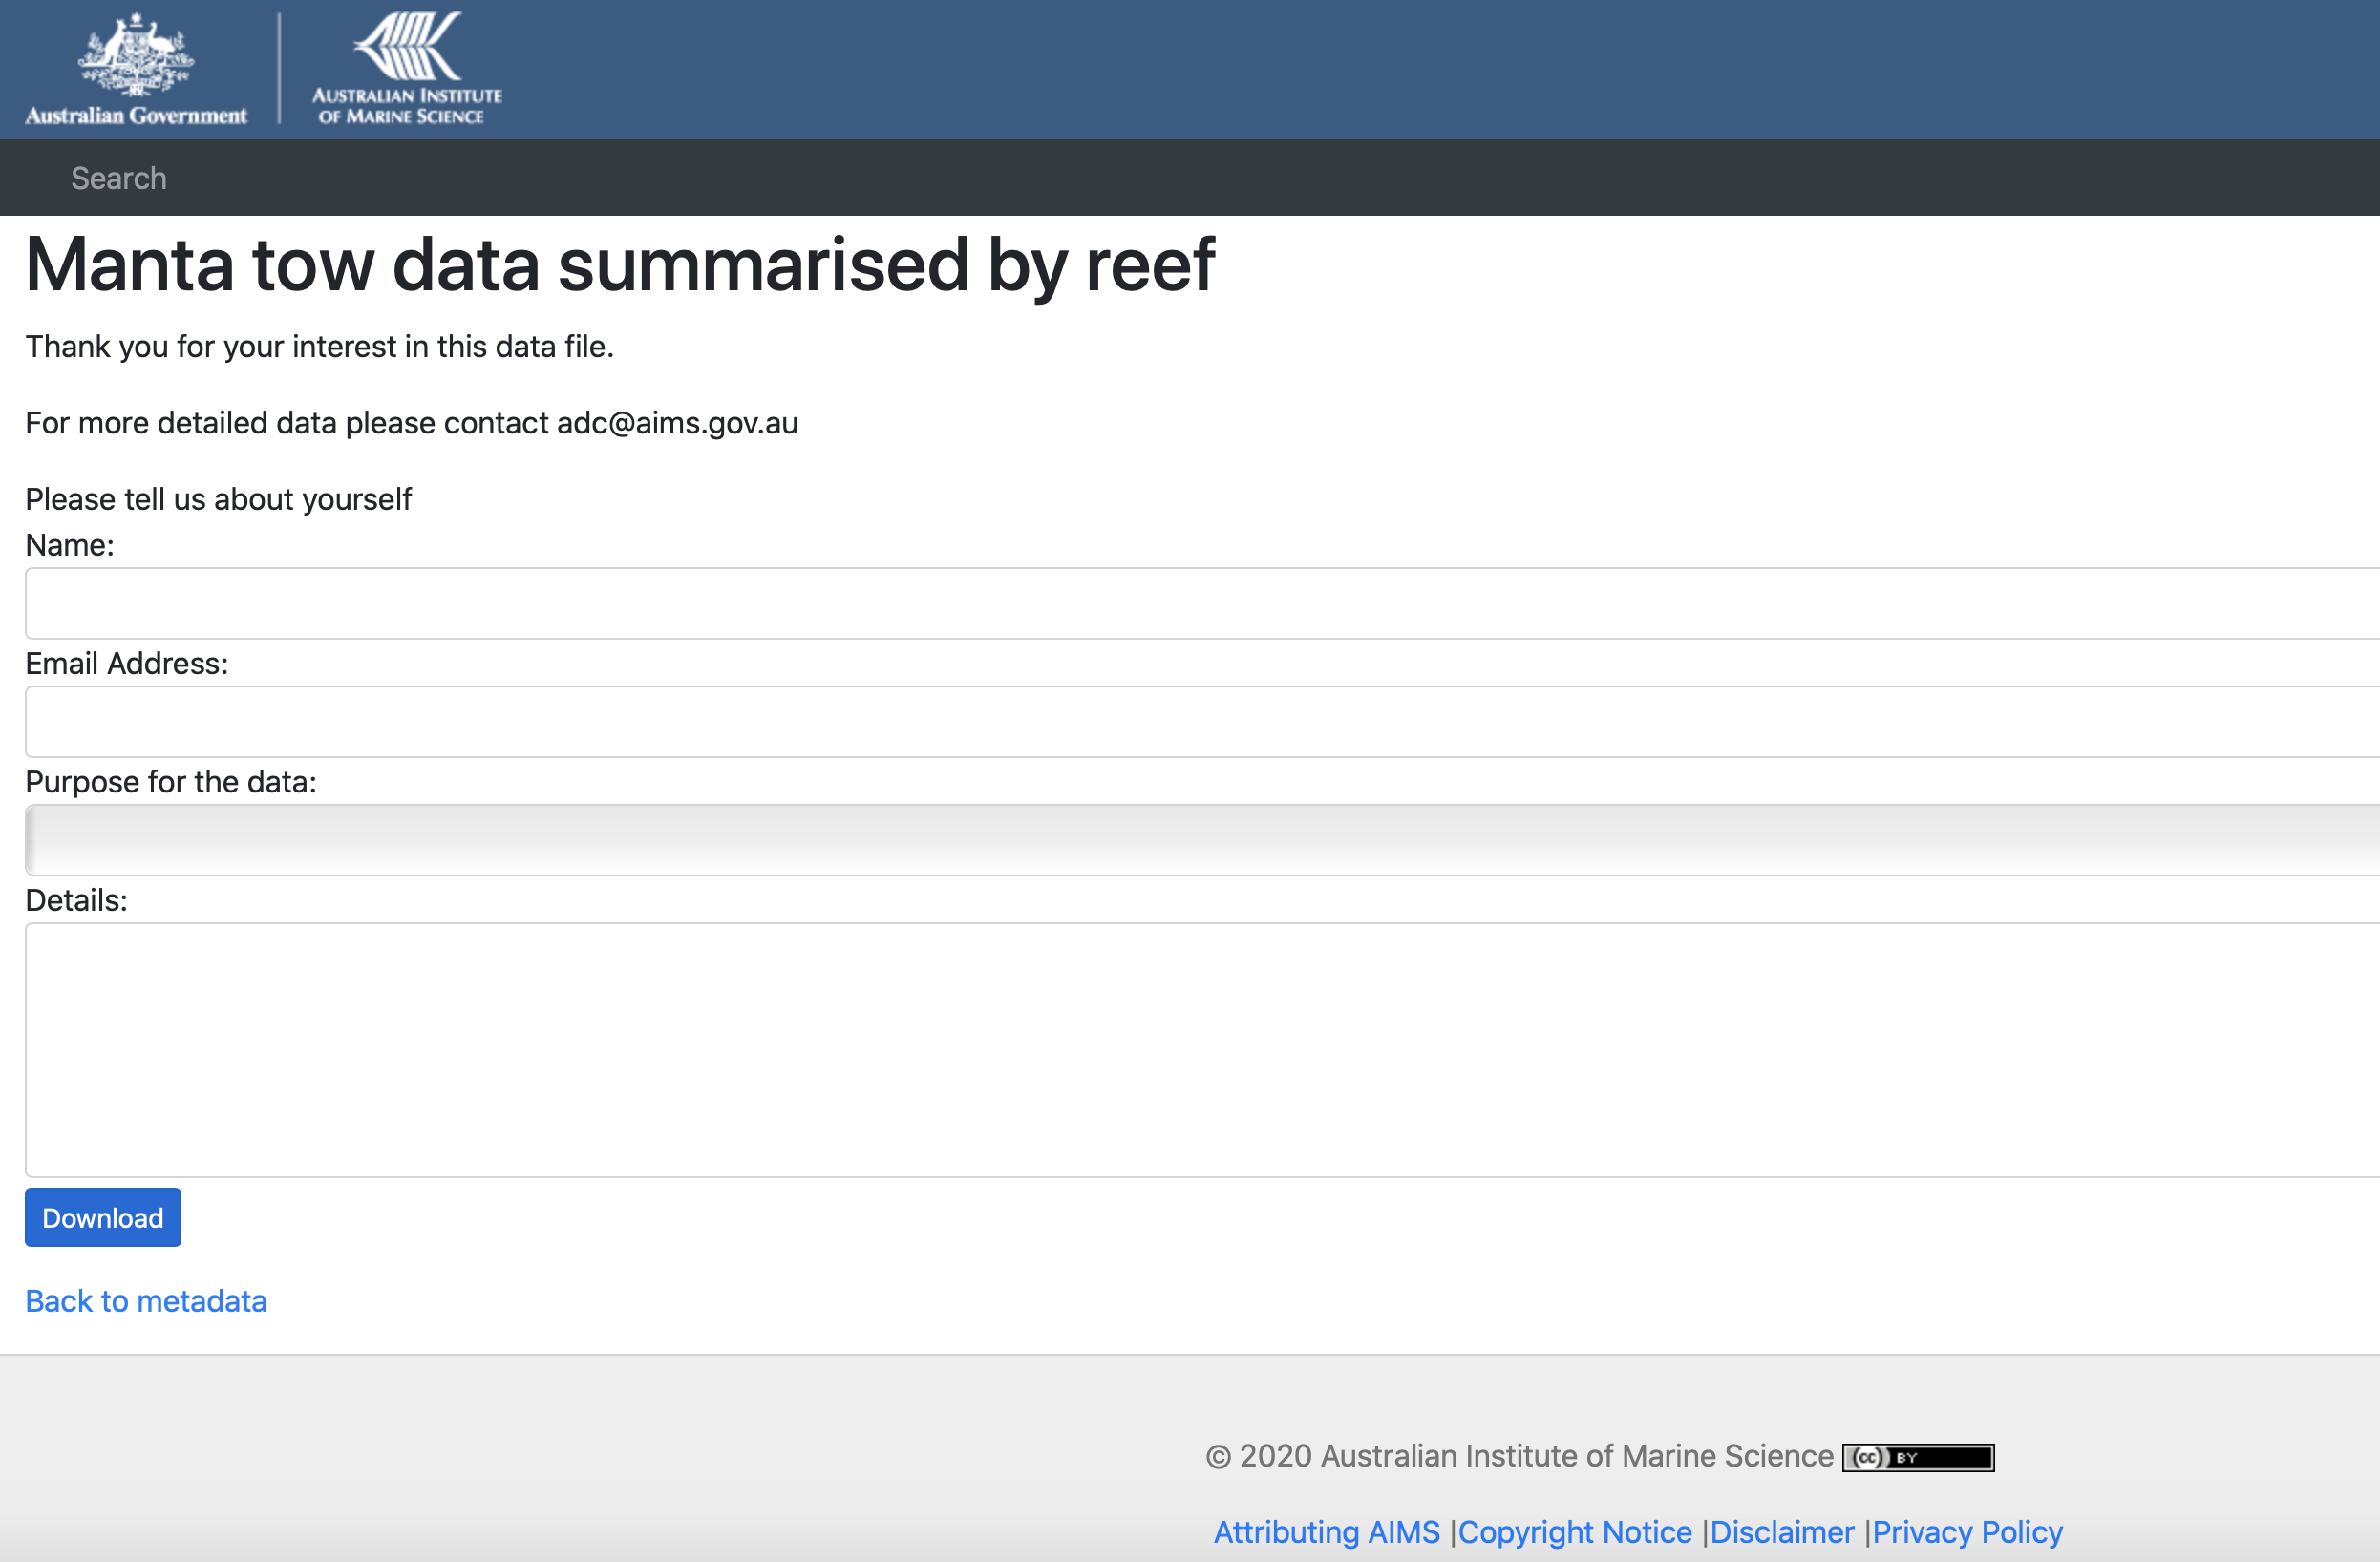 Australian Government
AUSTRALIAN INSTITUTE
OF MARINE SCIENCE
Search
Manta tow data summarised by reef
Thank you for your interest in this data file.
For more detailed data please contact adc@aims.gov.au
Please tell us about yourself
Name:
Email Address:
Purpose for the data:
Details:
Download
Back to metadata
© 2020 Australian Institute of Marine Science (cc) BY
Attributing AIMS |Copyright Notice |Disclaimer |Privacy Policy